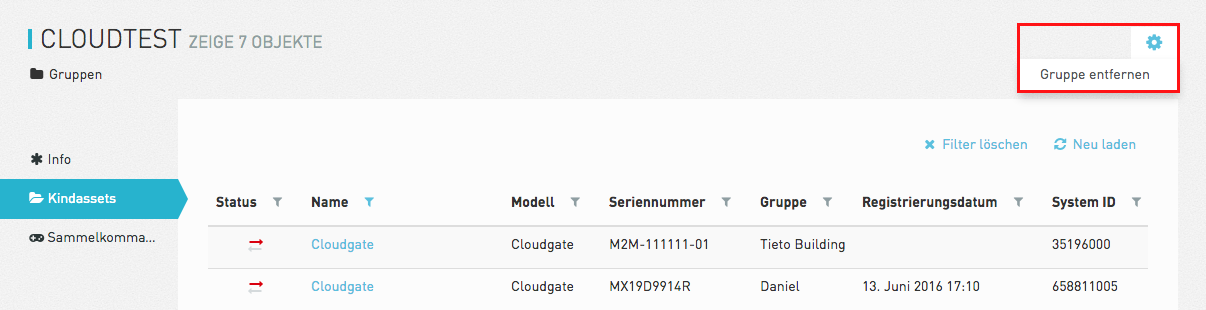 CLOUDTEST ZEIGE 7 OBJEKTE
Gruppen
Gruppe entfernen
Filter löschen Neu laden
Info
Kindassets
Sammelkomma...
Status Name Modell Seriennummer Gruppe Registrierungsdatum System ID
Cloudgate Cloudgate M2M-111111-01 Tieto Building 35196000
Cloudgate Cloudgate MX19D9914R Daniel 13. Juni 2016 17:10 658811005